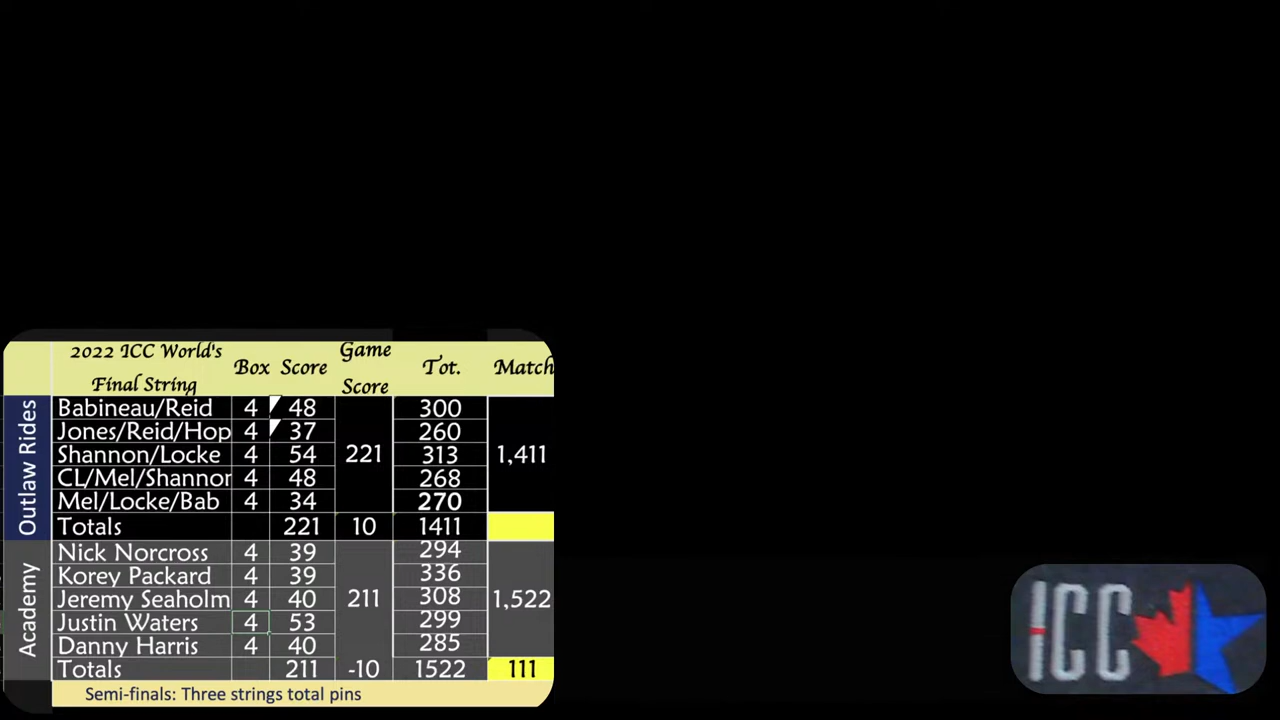 2022 ICC World's Final String Box Score Game Score Tot. Match
Outlaw Rides
Babineau/Reid 4 48 300
Jones/Reid/Hop 4 37 260
Shannon/Locke 4 54 221 313 1,411
CL/Mel/Shannor 4 48 268
Mel/Locke/Bab 4 34 270
Totals 221 10 1411
Academy
Nick Norcross 4 39 294
Korey Packard 4 39 336
Jeremy Seaholm 4 40 211 308 1,522
Justin Waters 4 53 299
Danny Harris 4 40 285
Totals 211 -10 1522 111
Semi-finals: Three strings total pins
ICC